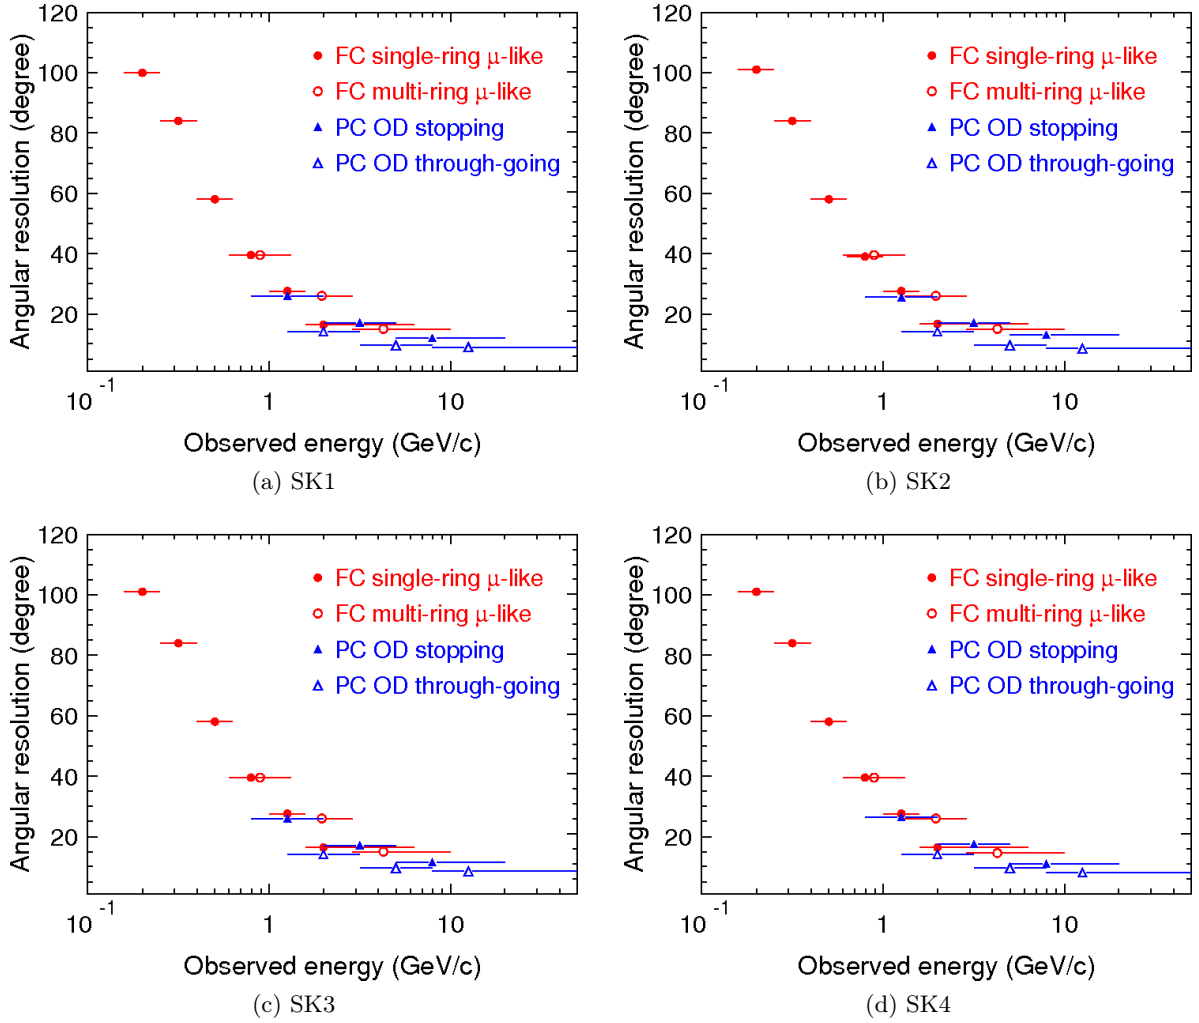 Angular resolution (degree)
120
100
80
60
40
20
FC single-ring μ-like
FC multi-ring μ-like
PC OD stopping
PC OD through-going
10⁻¹ 1 10
Observed energy (GeV/c)
(a) SK1
Angular resolution (degree)
120
100
80
60
40
20
FC single-ring μ-like
FC multi-ring μ-like
PC OD stopping
PC OD through-going
10⁻¹ 1 10
Observed energy (GeV/c)
(b) SK2
Angular resolution (degree)
120
100
80
60
40
20
FC single-ring μ-like
FC multi-ring μ-like
PC OD stopping
PC OD through-going
10⁻¹ 1 10
Observed energy (GeV/c)
(c) SK3
Angular resolution (degree)
120
100
80
60
40
20
FC single-ring μ-like
FC multi-ring μ-like
PC OD stopping
PC OD through-going
10⁻¹ 1 10
Observed energy (GeV/c)
(d) SK4